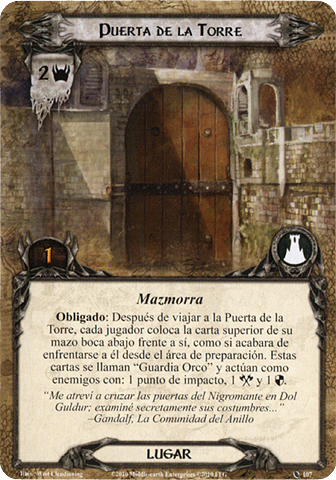 Puerta de la Torre
2
1
Mazmorra
Obligado: Después de viajar a la Puerta de la
Torre, cada jugador coloca la carta superior de su
mazo boca abajo frente a sí, como si acabara de
enfrentarse a él desde el área de preparación. Estas
cartas se llaman “Guardia Orco” y actúan como
enemigos con: 1 punto de impacto, 1 y 1 .
"Me atreví a cruzar las puertas del Nigromante en Dol
Guldur; examiné secretamente sus costumbres..."
–Gandalf, La Comunidad del Anillo
LUGAR
Illus. Winona Nelson
©2010 Middle-earth Enterprises ©2010 FFG
107